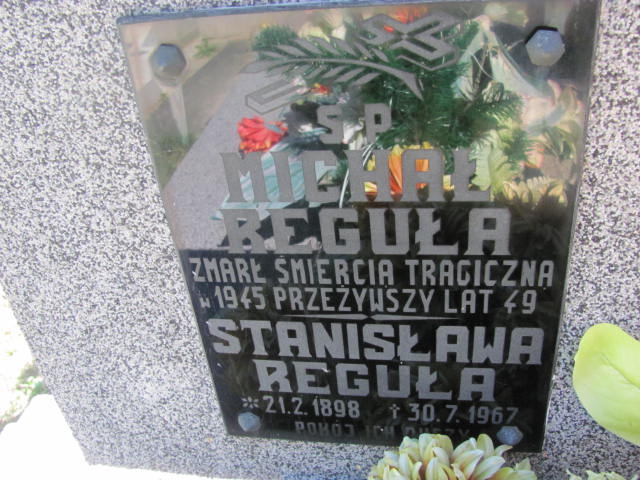 Ś P
MICHAŁ
REGUŁA
ZMARŁ ŚMIERCIĄ TRAGICZNĄ
w 1945 PRZEŻYWSZY LAT 49
STANISŁAWA
REGUŁA
* 21.2.1898 † 30.7.1967
POKÓJ ICH DUSZY